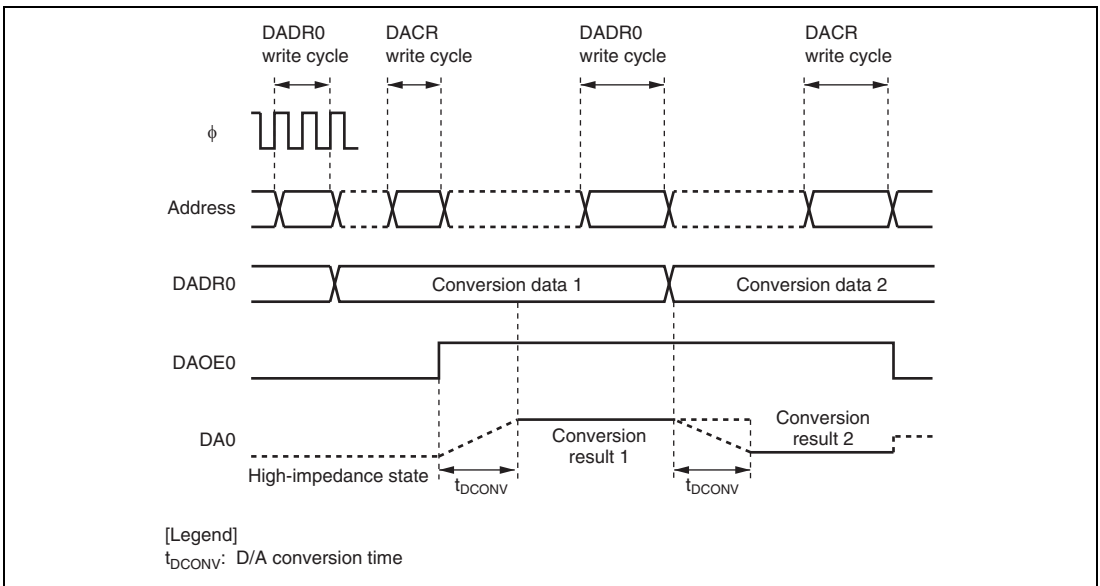 DADR0 write cycle
DACR write cycle
DADR0 write cycle
DACR write cycle
ϕ
Address
DADR0
Conversion data 1
Conversion data 2
DAOE0
DA0
Conversion result 1
Conversion result 2
High-impedance state
tDCONV
tDCONV
[Legend]
tDCONV: D/A conversion time